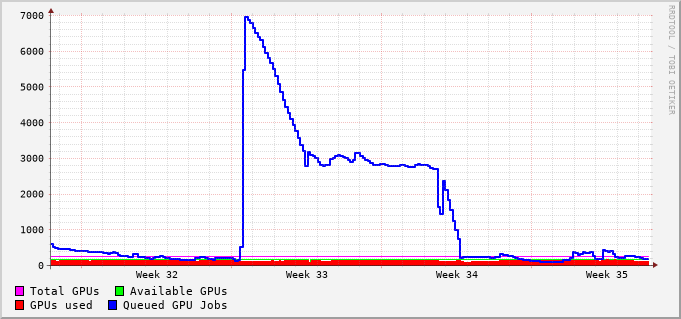 7000
6000
5000
4000
3000
2000
1000
0
Week 32 Week 33 Week 34 Week 35
Total GPUs Available GPUs
GPUs used Queued GPU Jobs
RRDTOOL / TOBI OETIKER